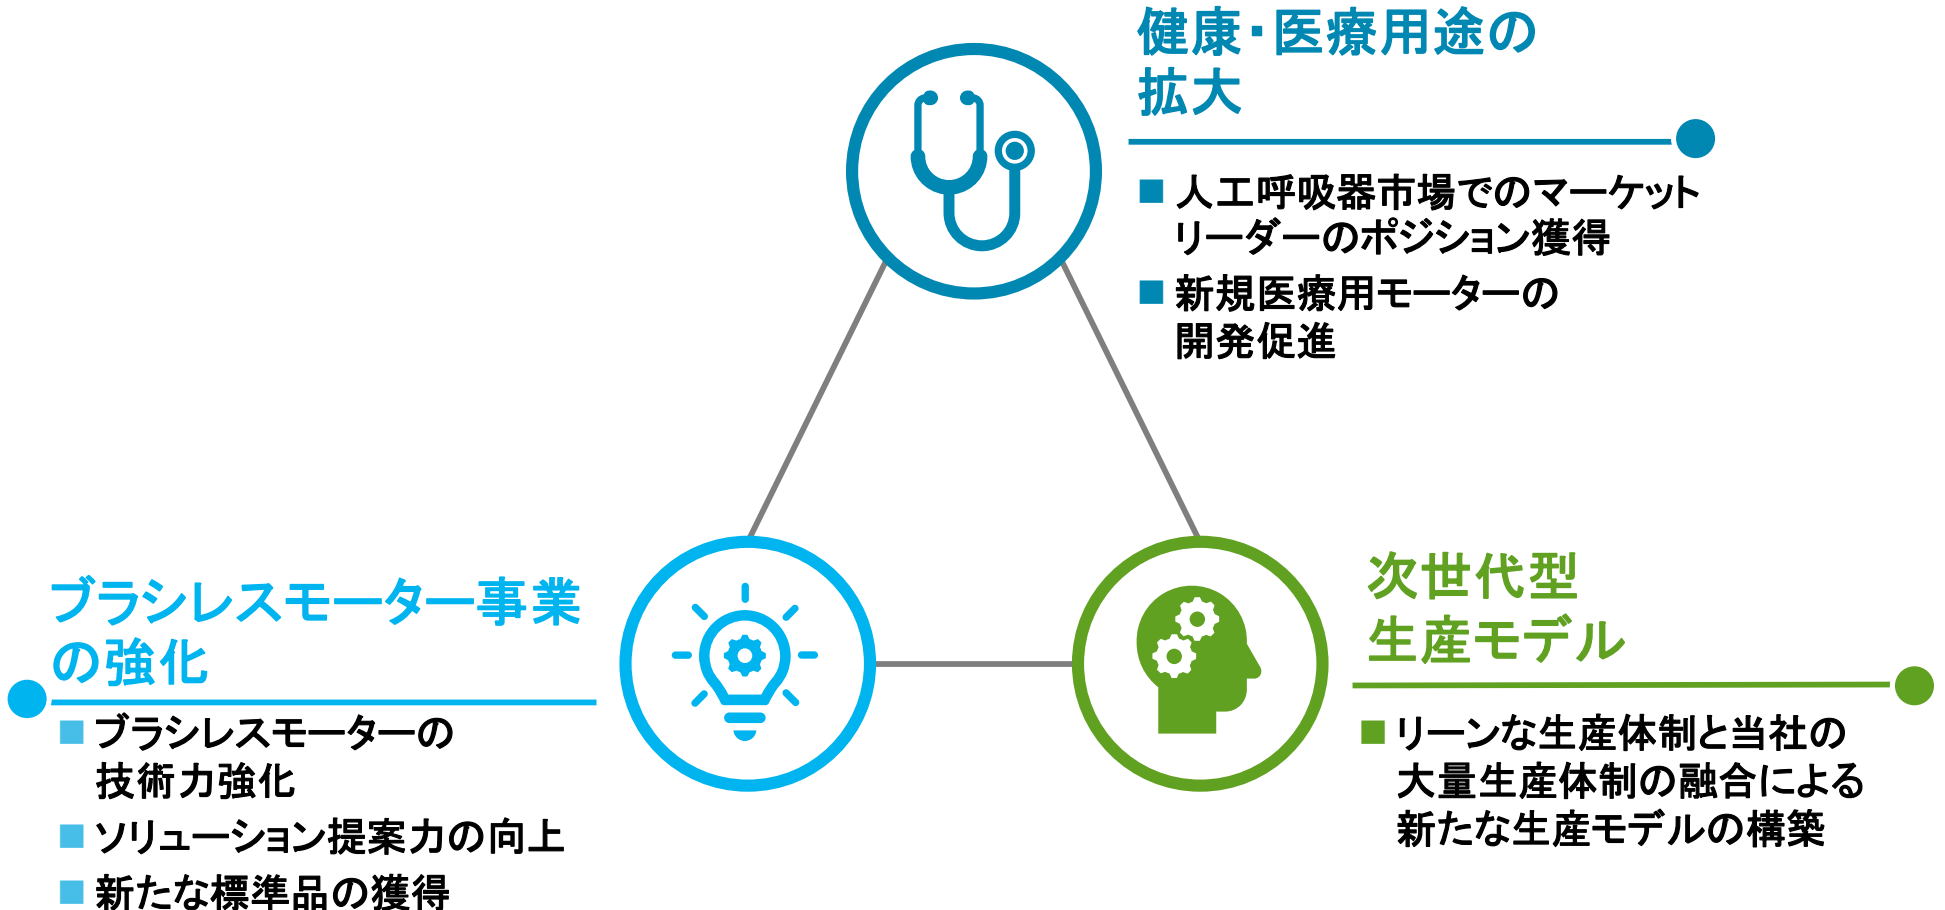 健康・医療用途の
拡大
■ 人工呼吸器市場でのマーケット
リーダーのポジション獲得
■ 新規医療用モーターの
開発促進
ブラシレスモーター事業
の強化
■ ブラシレスモーターの
技術力強化
■ ソリューション提案力の向上
■ 新たな標準品の獲得
次世代型
生産モデル
■ リーンな生産体制と当社の
大量生産体制の融合による
新たな生産モデルの構築